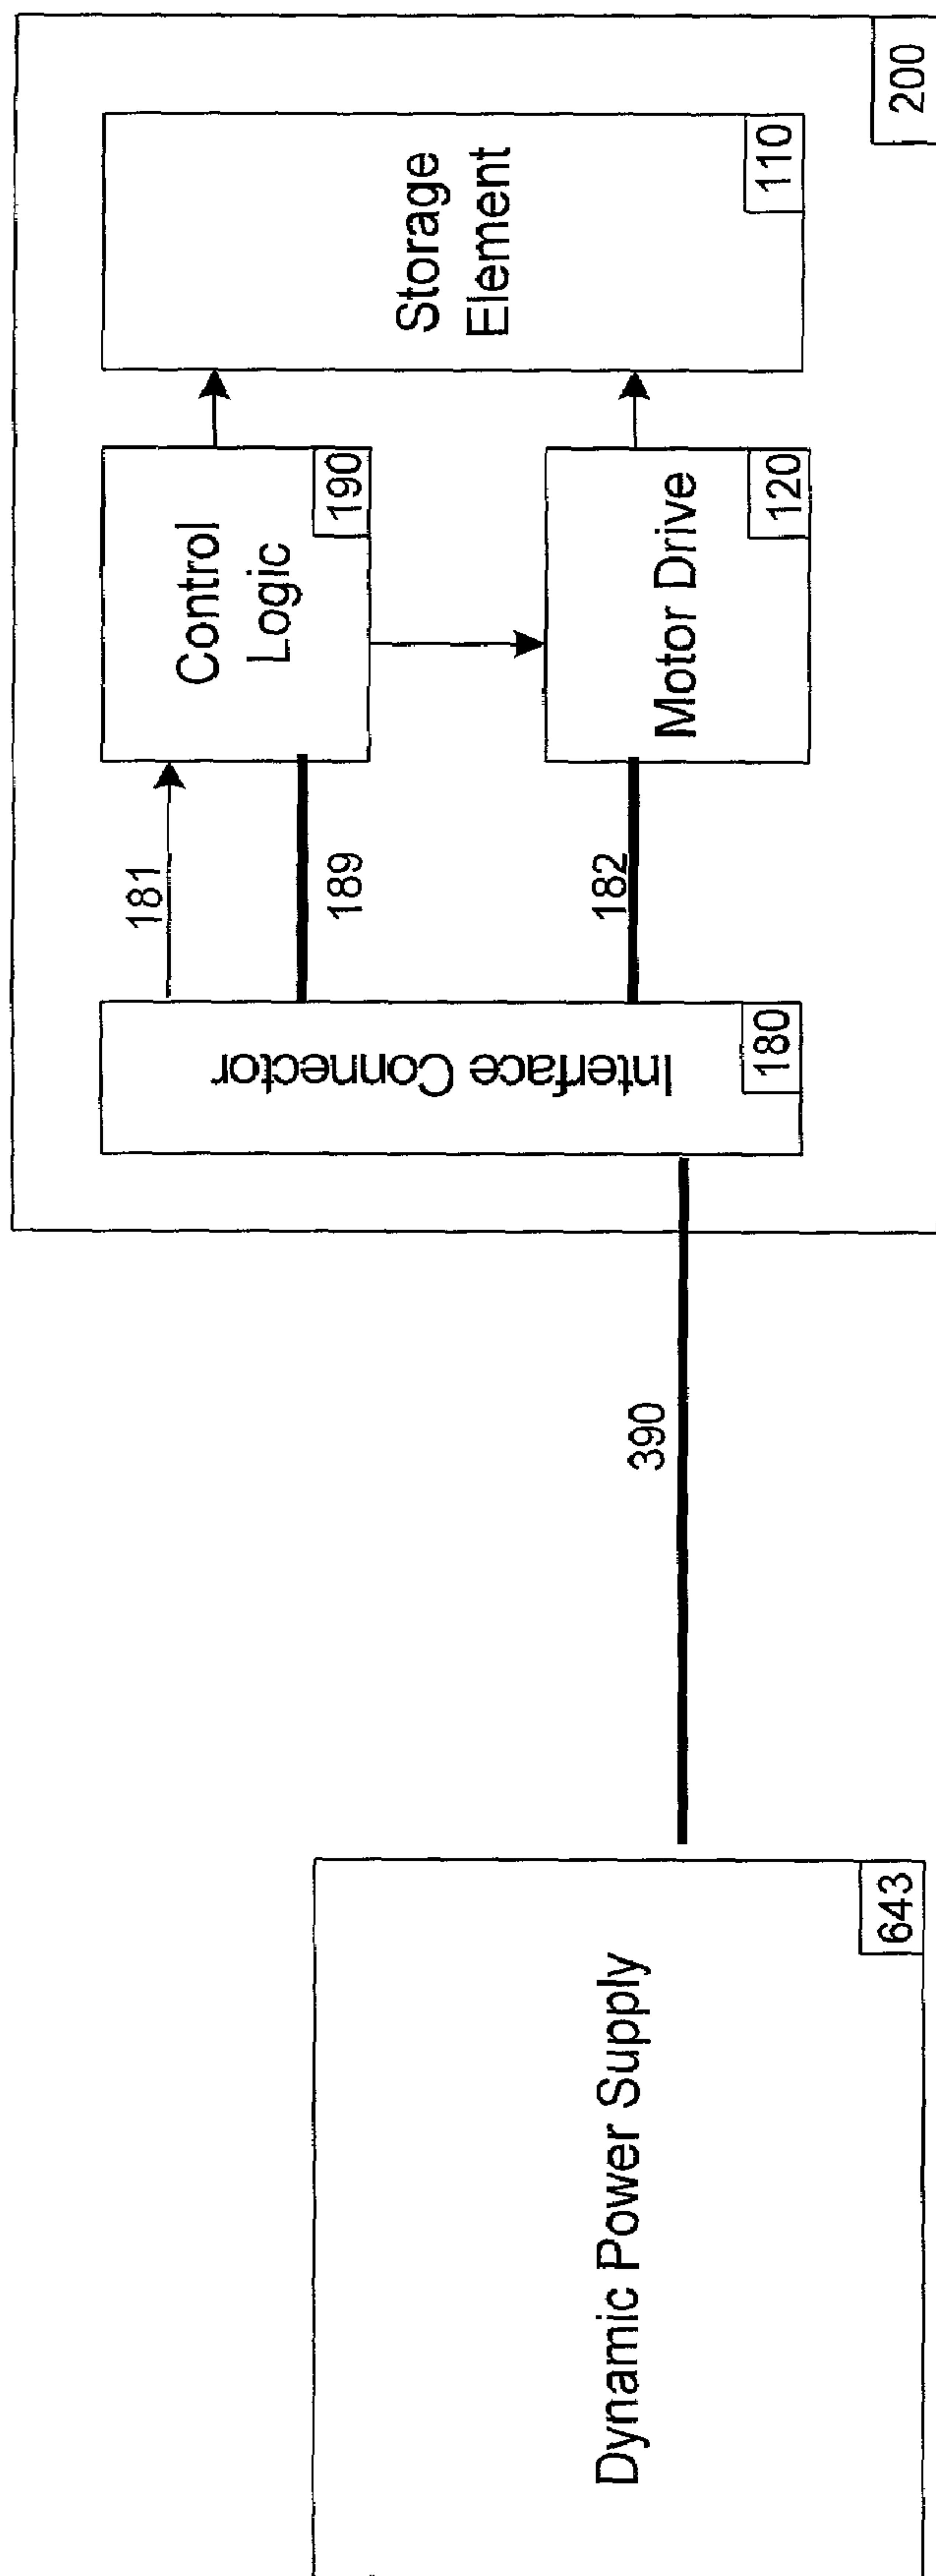 Dynamic Power Supply
643
390
Interface Connector
180
181
189
182
Control
Logic
190
Motor Drive
120
Storage
Element
110
200